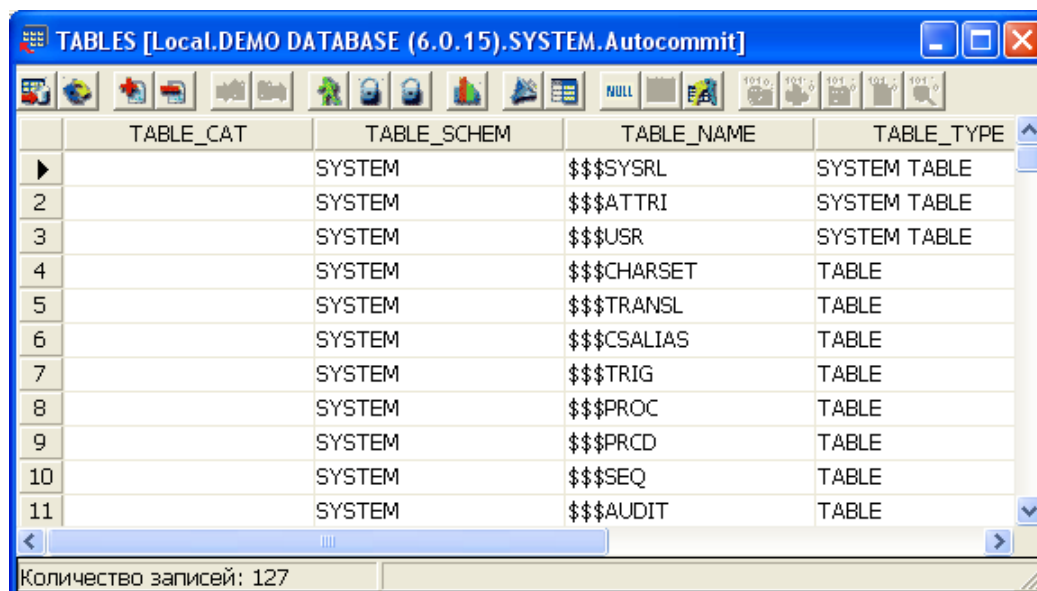 TABLES [Local.DEMO DATABASE (6.0.15).SYSTEM.Autocommit]
NULL
TABLE_CAT TABLE_SCHEM TABLE_NAME TABLE_TYPE
SYSTEM $$$SYSRL SYSTEM TABLE
2 SYSTEM $$$ATTRI SYSTEM TABLE
3 SYSTEM $$$USR SYSTEM TABLE
4 SYSTEM $$$CHARSET TABLE
5 SYSTEM $$$TRANSL TABLE
6 SYSTEM $$$CSALIAS TABLE
7 SYSTEM $$$TRIG TABLE
8 SYSTEM $$$PROC TABLE
9 SYSTEM $$$PRCD TABLE
10 SYSTEM $$$SEQ TABLE
11 SYSTEM $$$AUDIT TABLE
Количество записей: 127